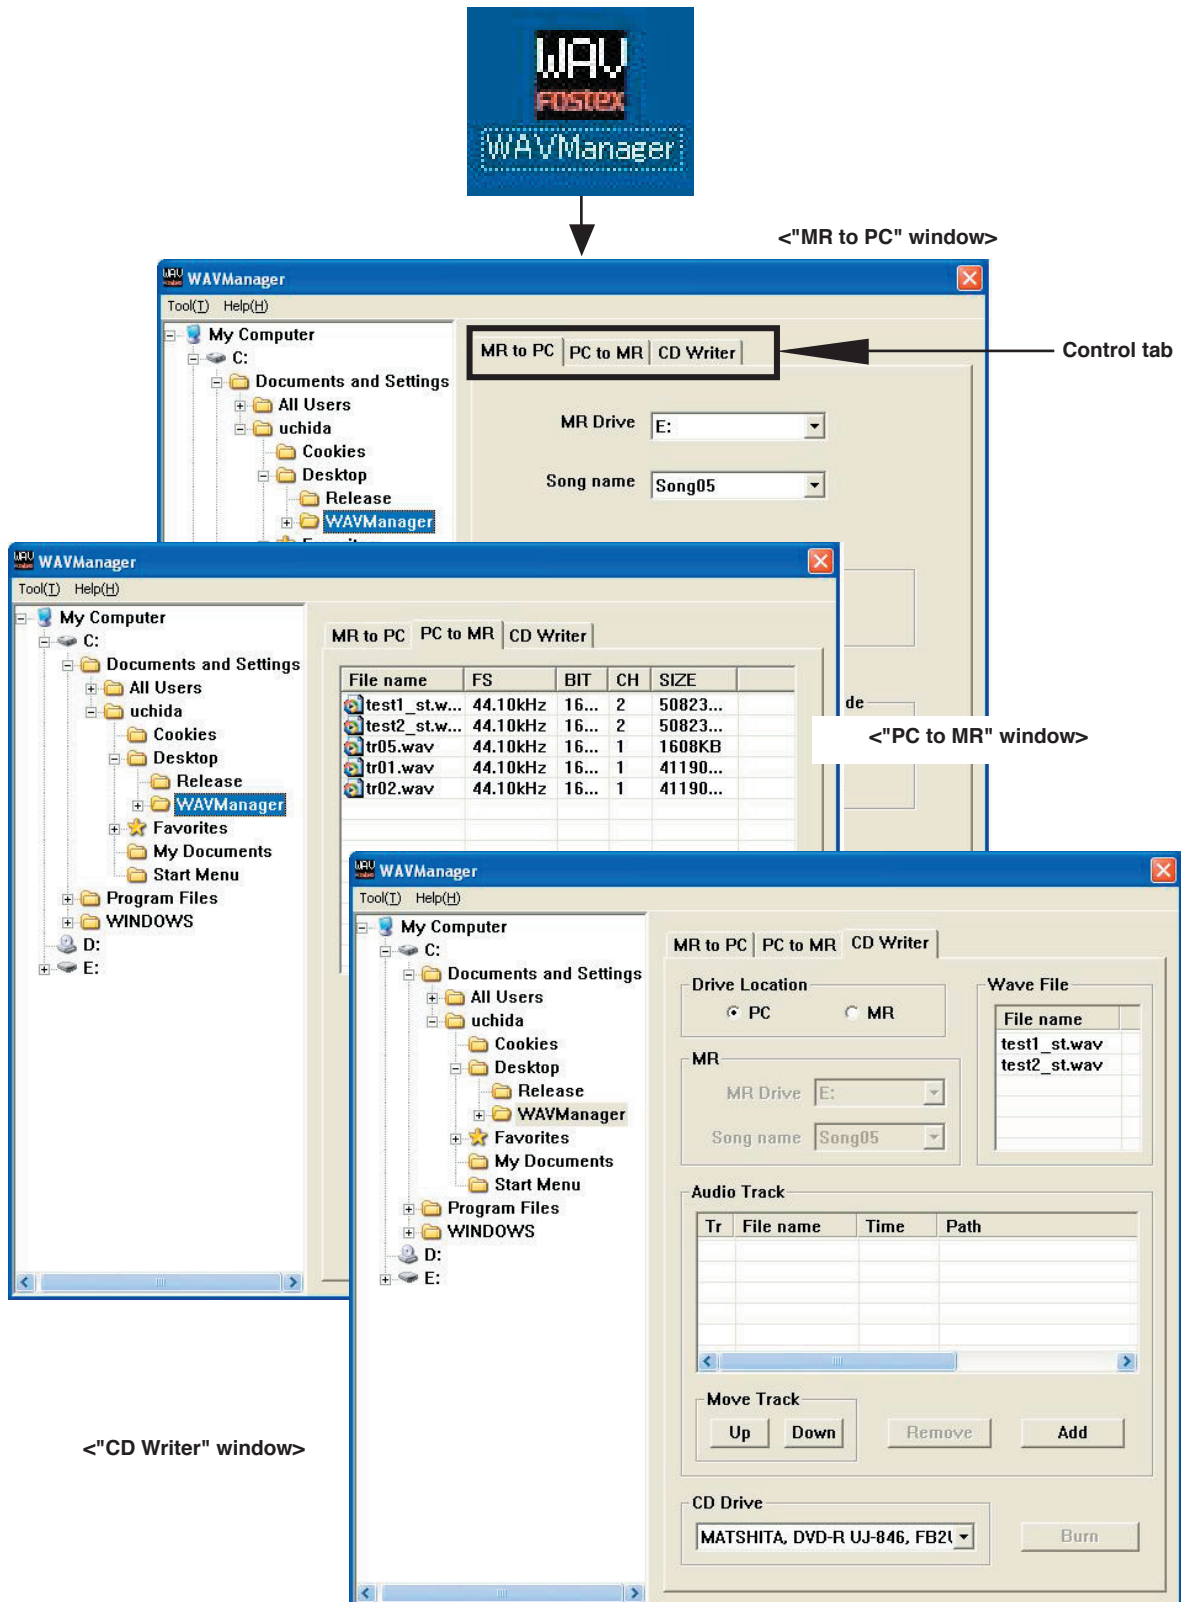 WAV
FOSTEX
WAVManager
<"MR to PC" window>
WAVManager
Tool(T) Help(H)
My Computer
C:
Documents and Settings
All Users
uchida
Cookies
Desktop
Release
WAVManager
MR to PC PC to MR CD Writer
Control tab
MR Drive E:
Song name Song05
de
WAVManager
Tool(T) Help(H)
My Computer
C:
Documents and Settings
All Users
uchida
Cookies
Desktop
Release
WAVManager
Favorites
My Documents
Start Menu
Program Files
WINDOWS
D:
E:
MR to PC PC to MR CD Writer
File name FS BIT CH SIZE
test1_st.w... 44.10kHz 16... 2 50823...
test2_st.w... 44.10kHz 16... 2 50823...
tr05.wav 44.10kHz 16... 1 1608KB
tr01.wav 44.10kHz 16... 1 41190...
tr02.wav 44.10kHz 16... 1 41190...
<"PC to MR" window>
WAVManager
Tool(T) Help(H)
My Computer
C:
Documents and Settings
All Users
uchida
Cookies
Desktop
Release
WAVManager
Favorites
My Documents
Start Menu
Program Files
WINDOWS
D:
E:
MR to PC PC to MR CD Writer
Drive Location
PC MR
Wave File
File name
test1_st.wav
test2_st.wav
MR
MR Drive E:
Song name Song05
Audio Track
Tr File name Time Path
Move Track
Up Down Remove Add
CD Drive
MATSHITA, DVD-R UJ-846, FB2
Burn
<"CD Writer" window>